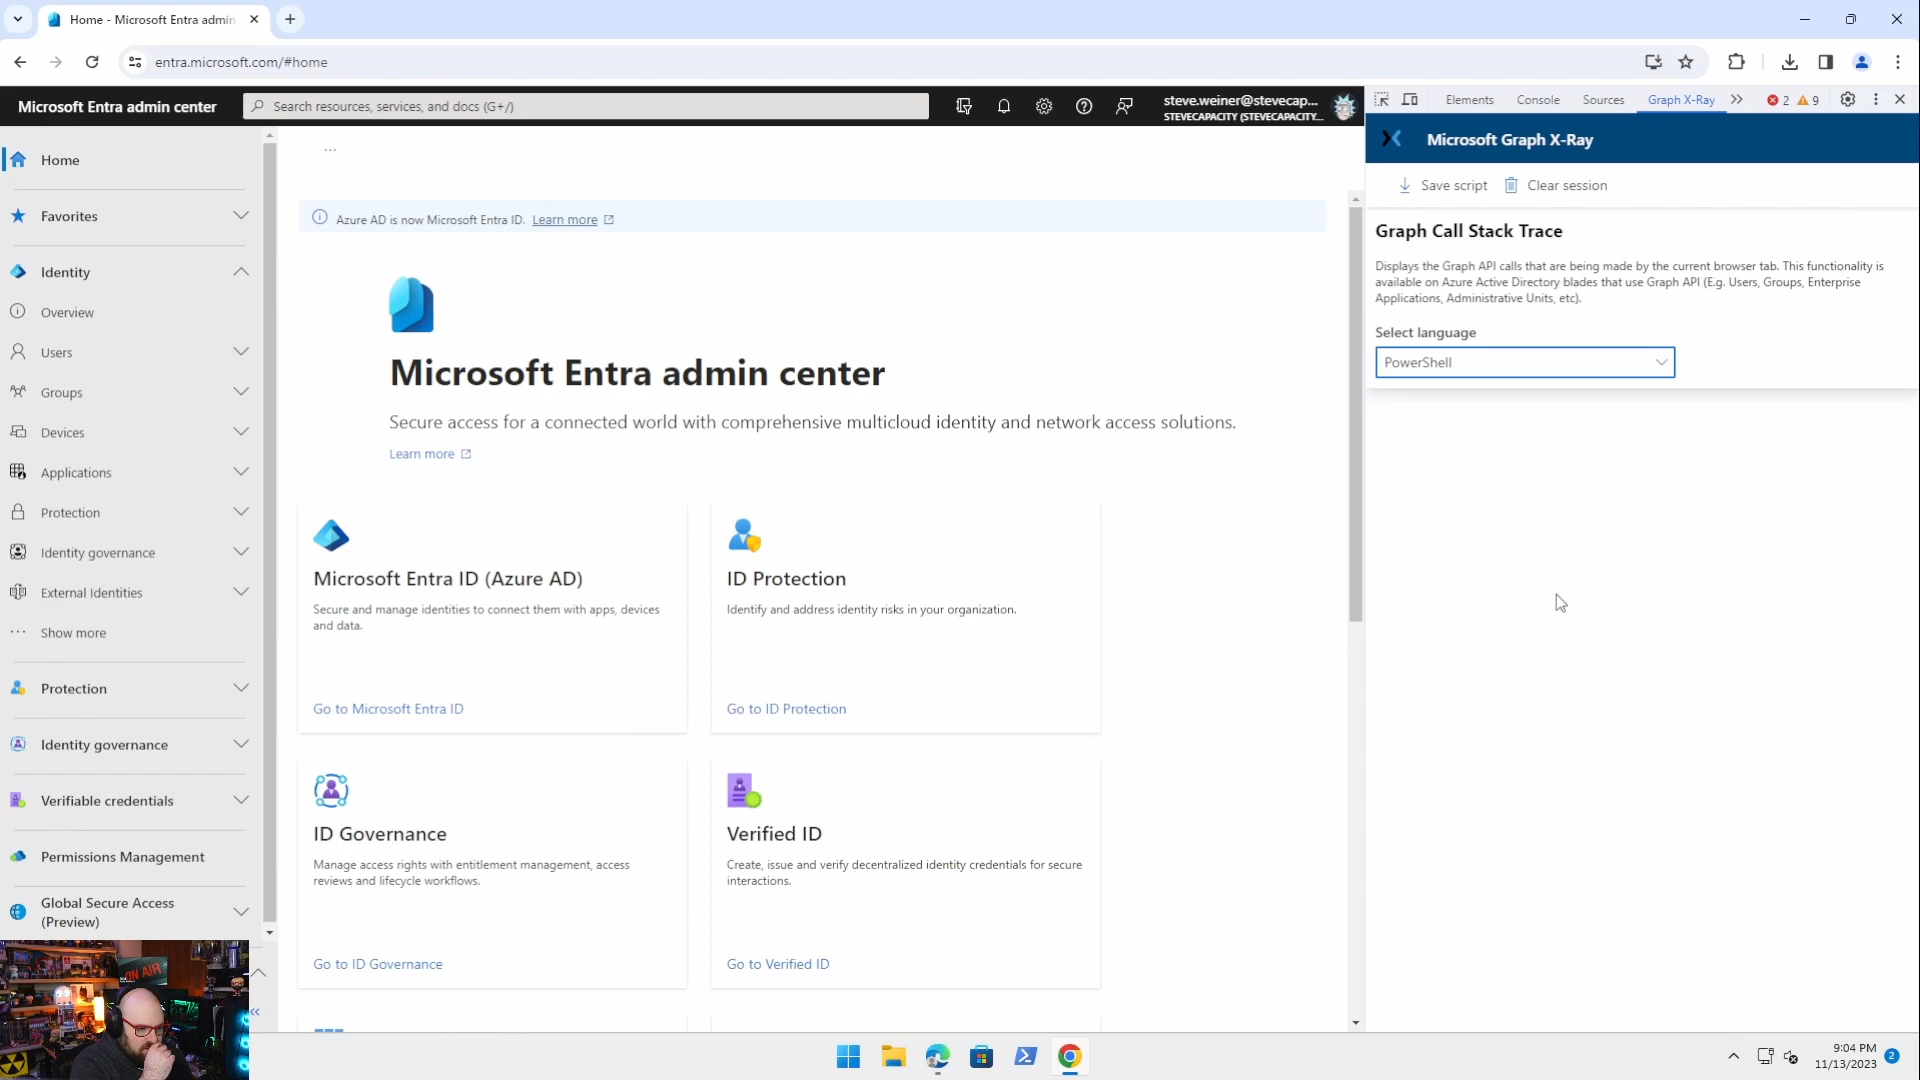 Home - Microsoft Entra admin
entra.microsoft.com/#home
Microsoft Entra admin center
Search resources, services, and docs (G+/)
steve.weiner@stevecap...
STEVECAPACITY (STEVECAPACITY...
Elements
Console
Sources
Graph X-Ray
2
9
Home
Favorites
Identity
Overview
Users
Groups
Devices
Applications
Protection
Identity governance
External Identities
Show more
Protection
Identity governance
Verifiable credentials
Permissions Management
Global Secure Access
(Preview)
ON AIR
...
Azure AD is now Microsoft Entra ID. Learn more
Microsoft Entra admin center
Secure access for a connected world with comprehensive multicloud identity and network access solutions.
Learn more
Microsoft Entra ID (Azure AD)
Secure and manage identities to connect them with apps, devices
and data.
Go to Microsoft Entra ID
ID Protection
Identify and address identity risks in your organization.
Go to ID Protection
ID Governance
Manage access rights with entitlement management, access
reviews and lifecycle workflows.
Go to ID Governance
Verified ID
Create, issue and verify decentralized identity credentials for secure
interactions.
Go to Verified ID
Microsoft Graph X-Ray
Save script
Clear session
Graph Call Stack Trace
Displays the Graph API calls that are being made by the current browser tab. This functionality is
available on Azure Active Directory blades that use Graph API (E.g. Users, Groups, Enterprise
Applications, Administrative Units, etc).
Select language
PowerShell
9:04 PM
11/13/2023
2